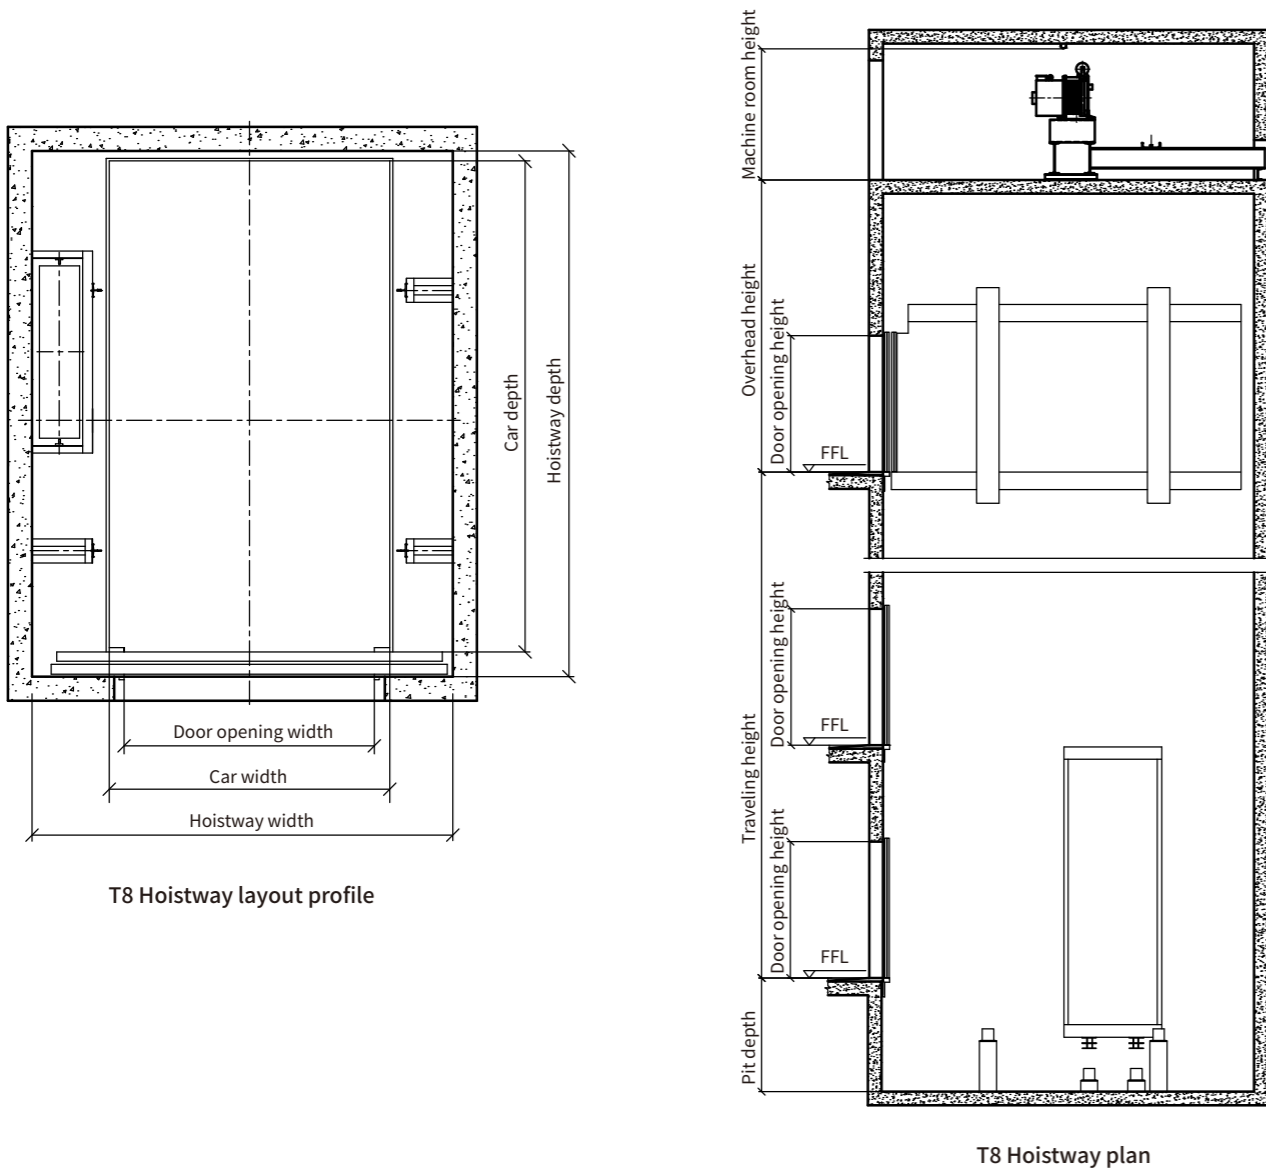 Car depth
Hoistway depth
Door opening width
Car width
Hoistway width
T8 Hoistway layout profile
Machine room height
Overhead height
Door opening height
FFL
Traveling height
Door opening height
FFL
Door opening height
FFL
Pit depth
T8 Hoistway plan